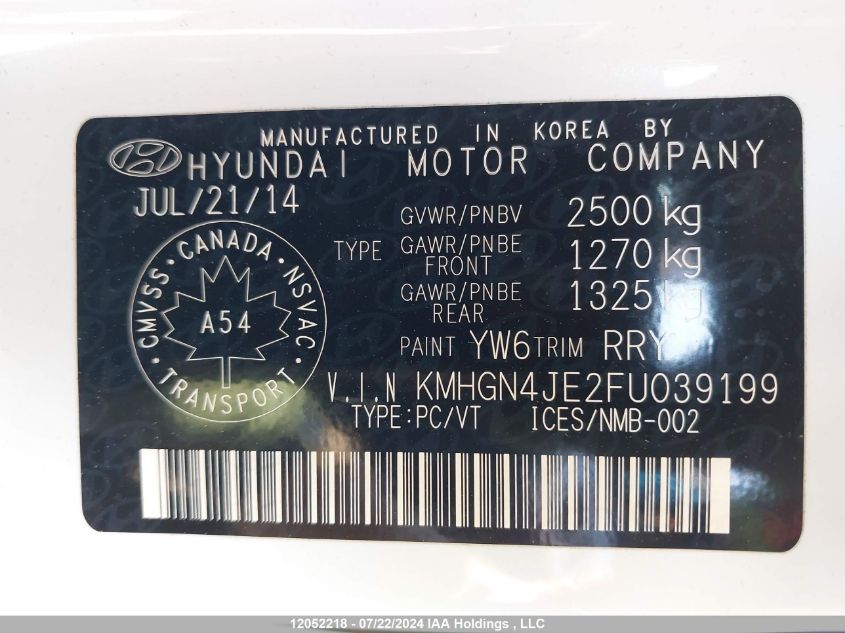 MANUFACTURED IN KOREA BY
HYUNDAI MOTOR COMPANY
JUL/21/14
GVWR/PNBV 2500 kg
TYPE GAWR/PNBE FRONT 1270 kg
GAWR/PNBE REAR 1325 kg
CMVSS · CANADA · NSVAC · TRANSPORT ·
A54
PAINT YW6 TRIM RRY
V.I.N KMHGN4JE2FU039199
TYPE:PC/VT ICES/NMB-002
12052218 - 07/22/2024 IAA Holdings , LLC